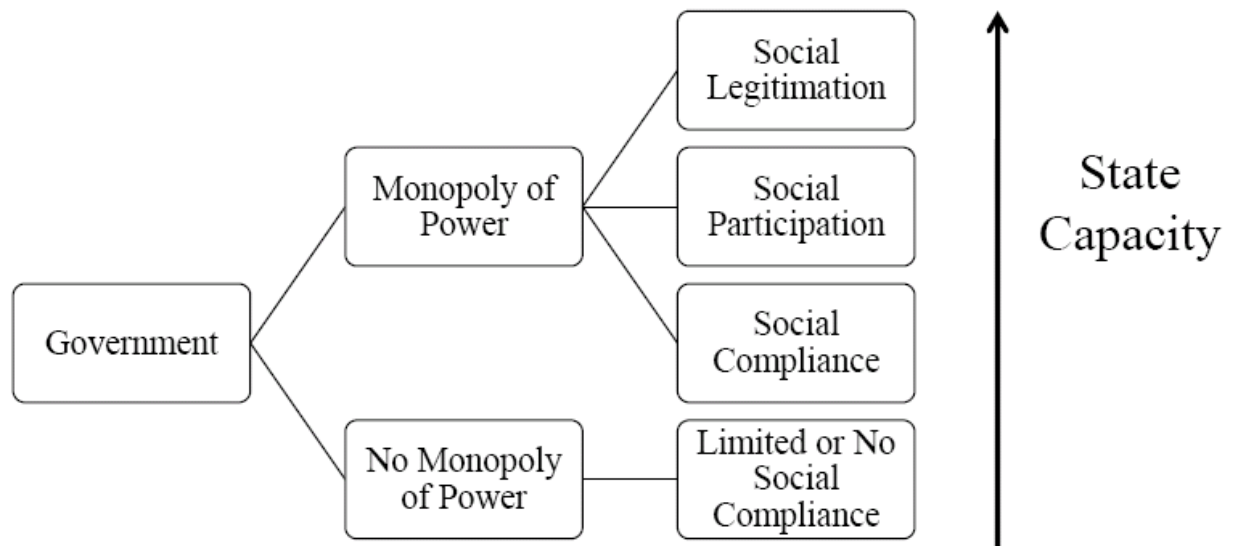 Government
Monopoly of
Power
No Monopoly
of Power
Social
Legitimation
Social
Participation
Social
Compliance
Limited or No
Social
Compliance
State
Capacity